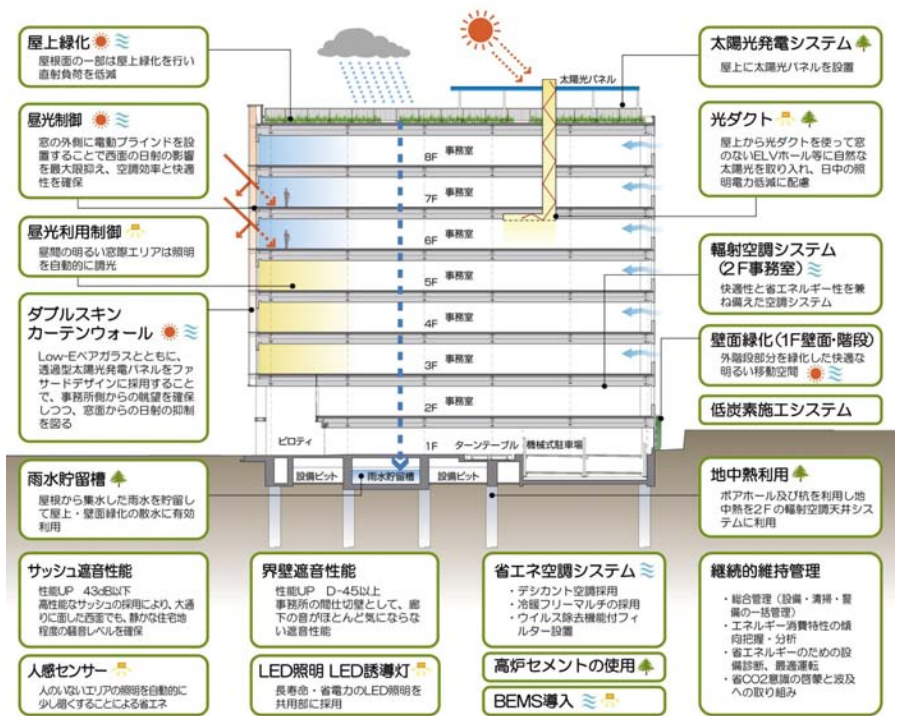 屋上緑化
屋根面の一部は屋上緑化を行い
直射負荷を低減
昼光制御
窓の外側に電動ブラインドを設
置することで西面の日射の影響
を最大限抑え、空調効率と快適
性を確保
昼光利用制御
昼間の明るい窓際エリアは照明
を自動的に調光
ダブルスキン
カーテンウォール
Low-Eペアガラスとともに、
透過型太陽光発電パネルをファ
サードデザインに採用すること
で、事務所側からの眺望を確保
しつつ、窓面からの日射の抑制
を図る
雨水貯留槽
屋根から集水した雨水を貯留し
て屋上・壁面緑化の散水に有効
利用
太陽光パネル
8F 事務室
7F 事務室
6F 事務室
5F 事務室
4F 事務室
3F 事務室
2F 事務室
ピロティ
1F
ターンテーブル
機械式駐車場
設備ピット
雨水貯留槽
設備ピット
太陽光発電システム
屋上に太陽光パネルを設置
光ダクト
屋上から光ダクトを使って窓
のないELVホール等に自然な
太陽光を取り入れ、日中の照
明電力低減に配慮
輻射空調システム
(2F事務室)
快適性と省エネルギー性を兼
ね備えた空調システム
壁面緑化(1F壁面・階段)
外階段部分を緑化した快適な
明るい移動空間
低炭素施工システム
地中熱利用
ボアホール及び杭を利用し地
中熱を2Fの輻射空調天井シス
テムに利用
サッシュ遮音性能
性能UP 43dB以下
高性能なサッシュの採用により、大通
りに面した西面でも、静かな住宅地
程度の騒音レベルを確保
人感センサー
人のいないエリアの照明を自動的に
少し暗くすることによる省エネ
界壁遮音性能
性能UP D-45以上
事務所の間仕切壁として、廊
下の音がほとんど気にならな
い遮音性能
LED照明 LED誘導灯
長寿命・省電力のLED照明を
共用部に採用
省エネ空調システム
・デシカント空調採用
・冷暖フリーマルチの採用
・ウイルス除去機能付フィ
ルター設置
高炉セメントの使用
BEMS導入
継続的維持管理
・総合管理(設備・清掃・警
備の一括管理)
・エネルギー消費特性の傾
向把握・分析
・省エネルギーのための設
備診断、最適運転
・省CO2意識の啓蒙と波及
への取り組み